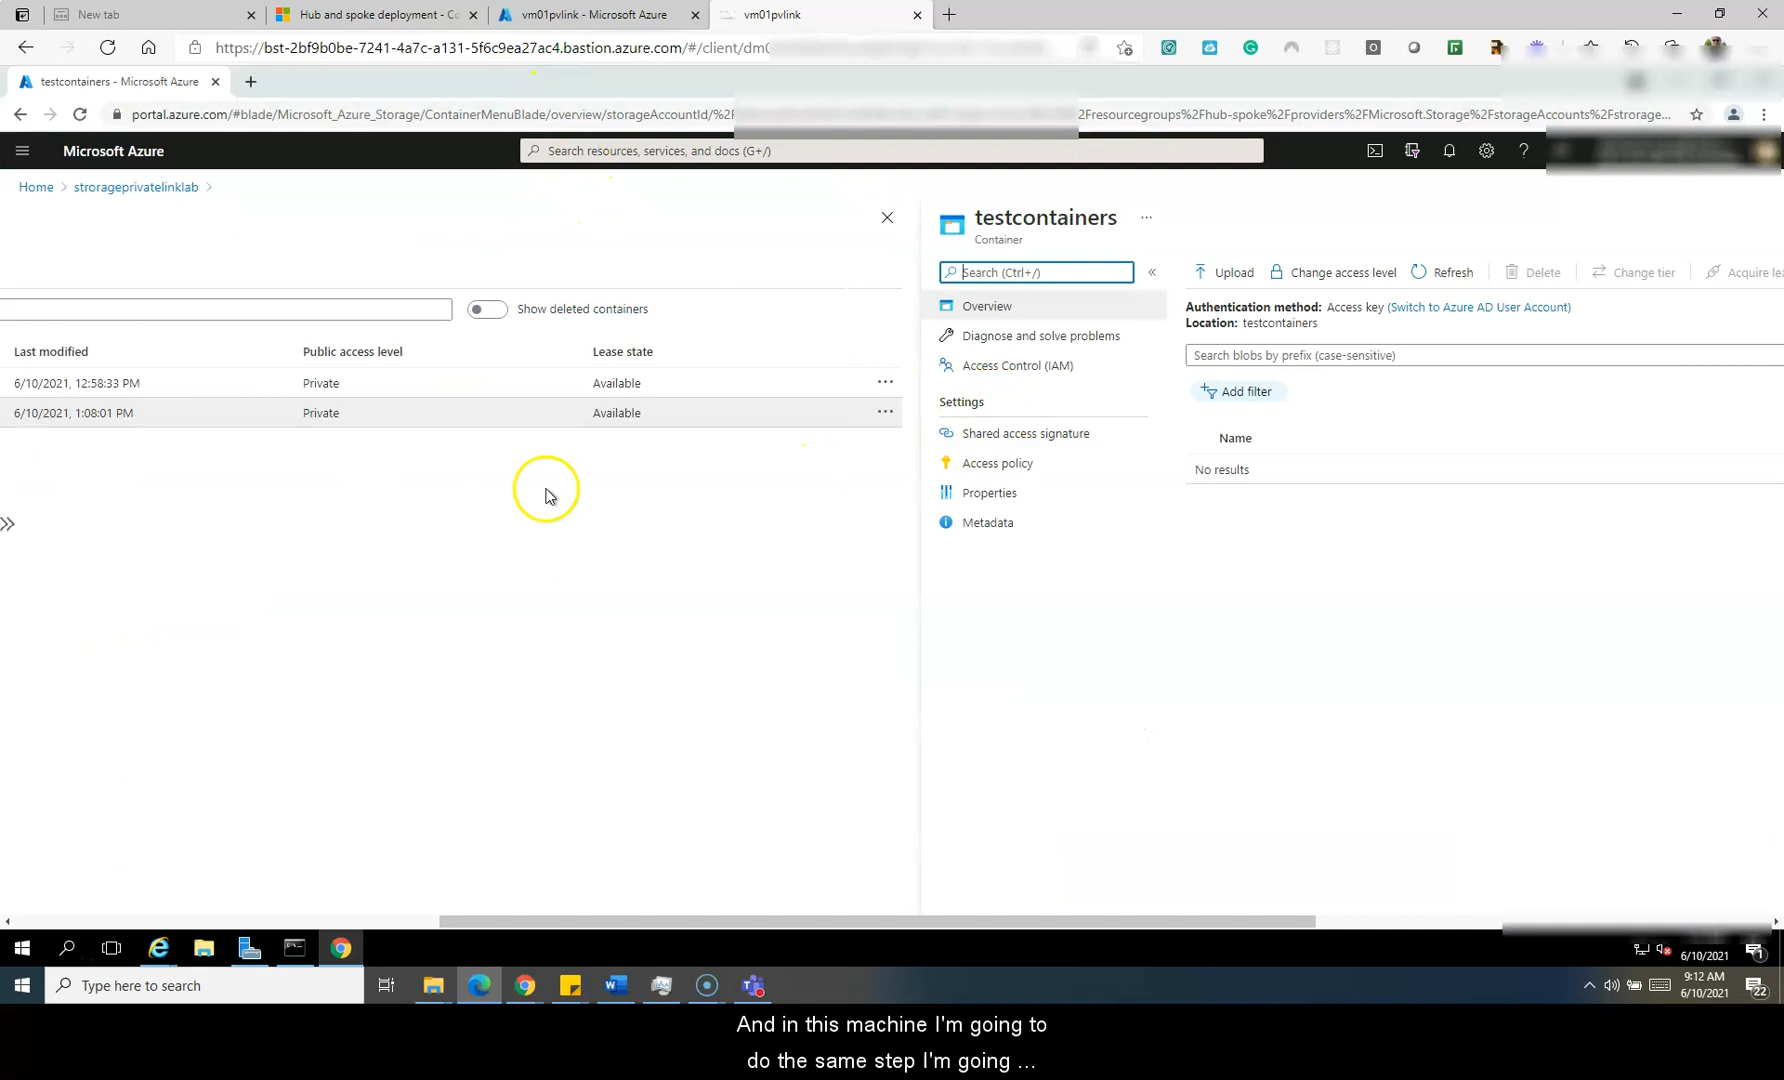 New tab
Hub and spoke deployment - Co
vm01pvlink - Microsoft Azure
vm01pvlink
https://bst-2bf9b0be-7241-4a7c-a131-5f6c9ea27ac4.bastion.azure.com/#/client/dm0
testcontainers - Microsoft Azure
portal.azure.com/#blade/Microsoft_Azure_Storage/ContainerMenuBlade/overview/storageAccountId/%2F
2Fresourcegroups%2Fhub-spoke%2Fproviders%2FMicrosoft.Storage%2FstorageAccounts%2Fstrorage...
Microsoft Azure
Search resources, services, and docs (G+/)
Home > strorageprivatelinklab >
Show deleted containers
Last modified Public access level Lease state
6/10/2021, 12:58:33 PM Private Available ...
6/10/2021, 1:08:01 PM Private Available ...
testcontainers ...
Container
Search (Ctrl+/)
Overview
Diagnose and solve problems
Access Control (IAM)
Settings
Shared access signature
Access policy
Properties
Metadata
Upload Change access level Refresh Delete Change tier Acquire lea
Authentication method: Access key (Switch to Azure AD User Account)
Location: testcontainers
Search blobs by prefix (case-sensitive)
Add filter
Name
No results
6/10/2021
1
Type here to search
9:12 AM
6/10/2021
22
And in this machine I'm going to
do the same step I'm going ...